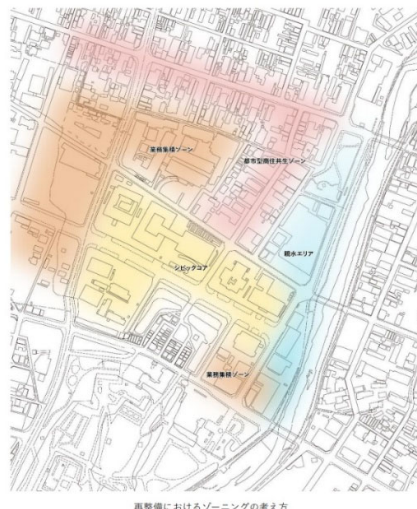 業務集積ゾーン
都市型商住共生ゾーン
親水エリア
シビックコア
業務集積ゾーン
再整備におけるゾーニングの考え方